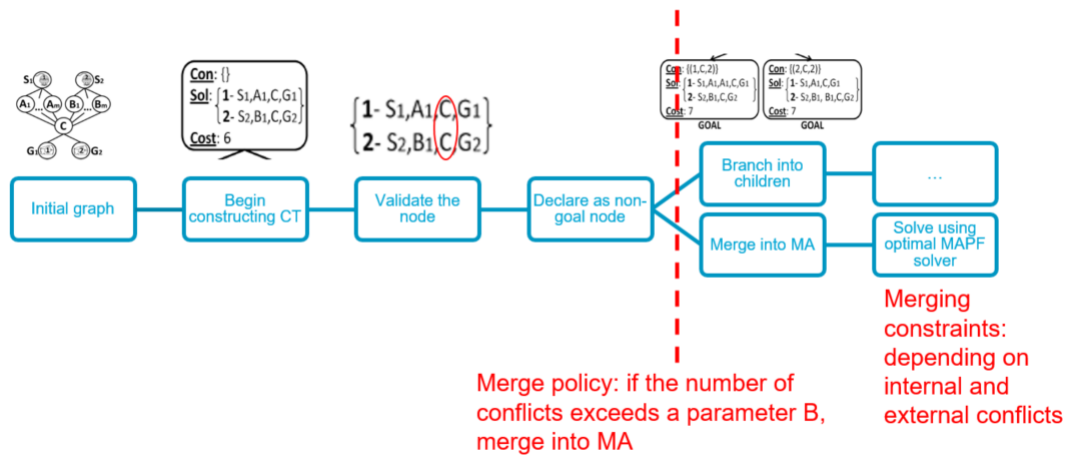 S1 S2
A1 ... Am B1 ... Bm
C
G1 1 2 G2
Con: {}
Sol: {1- S1,A1,C,G1
2- S2,B1,C,G2}
Cost: 6
{1- S1,A1,C,G1
2- S2,B1,C,G2}
Con: {(1,C,2)}
Sol: {1- S1,A1,A1,C,G1
2- S2,B1,C,G2
Cost: 7
GOAL
Con: {(2,C,2)}
Sol: {1- S1,A1,C,G1
2- S2,B1, B1,C,G2
Cost: 7
GOAL
Initial graph
Begin
constructing CT
Validate the
node
Declare as non-
goal node
Branch into
children
...
Merge into MA
Solve using
optimal MAPF
solver
Merge policy: if the number of
conflicts exceeds a parameter B,
merge into MA
Merging
constraints:
depending on
internal and
external conflicts